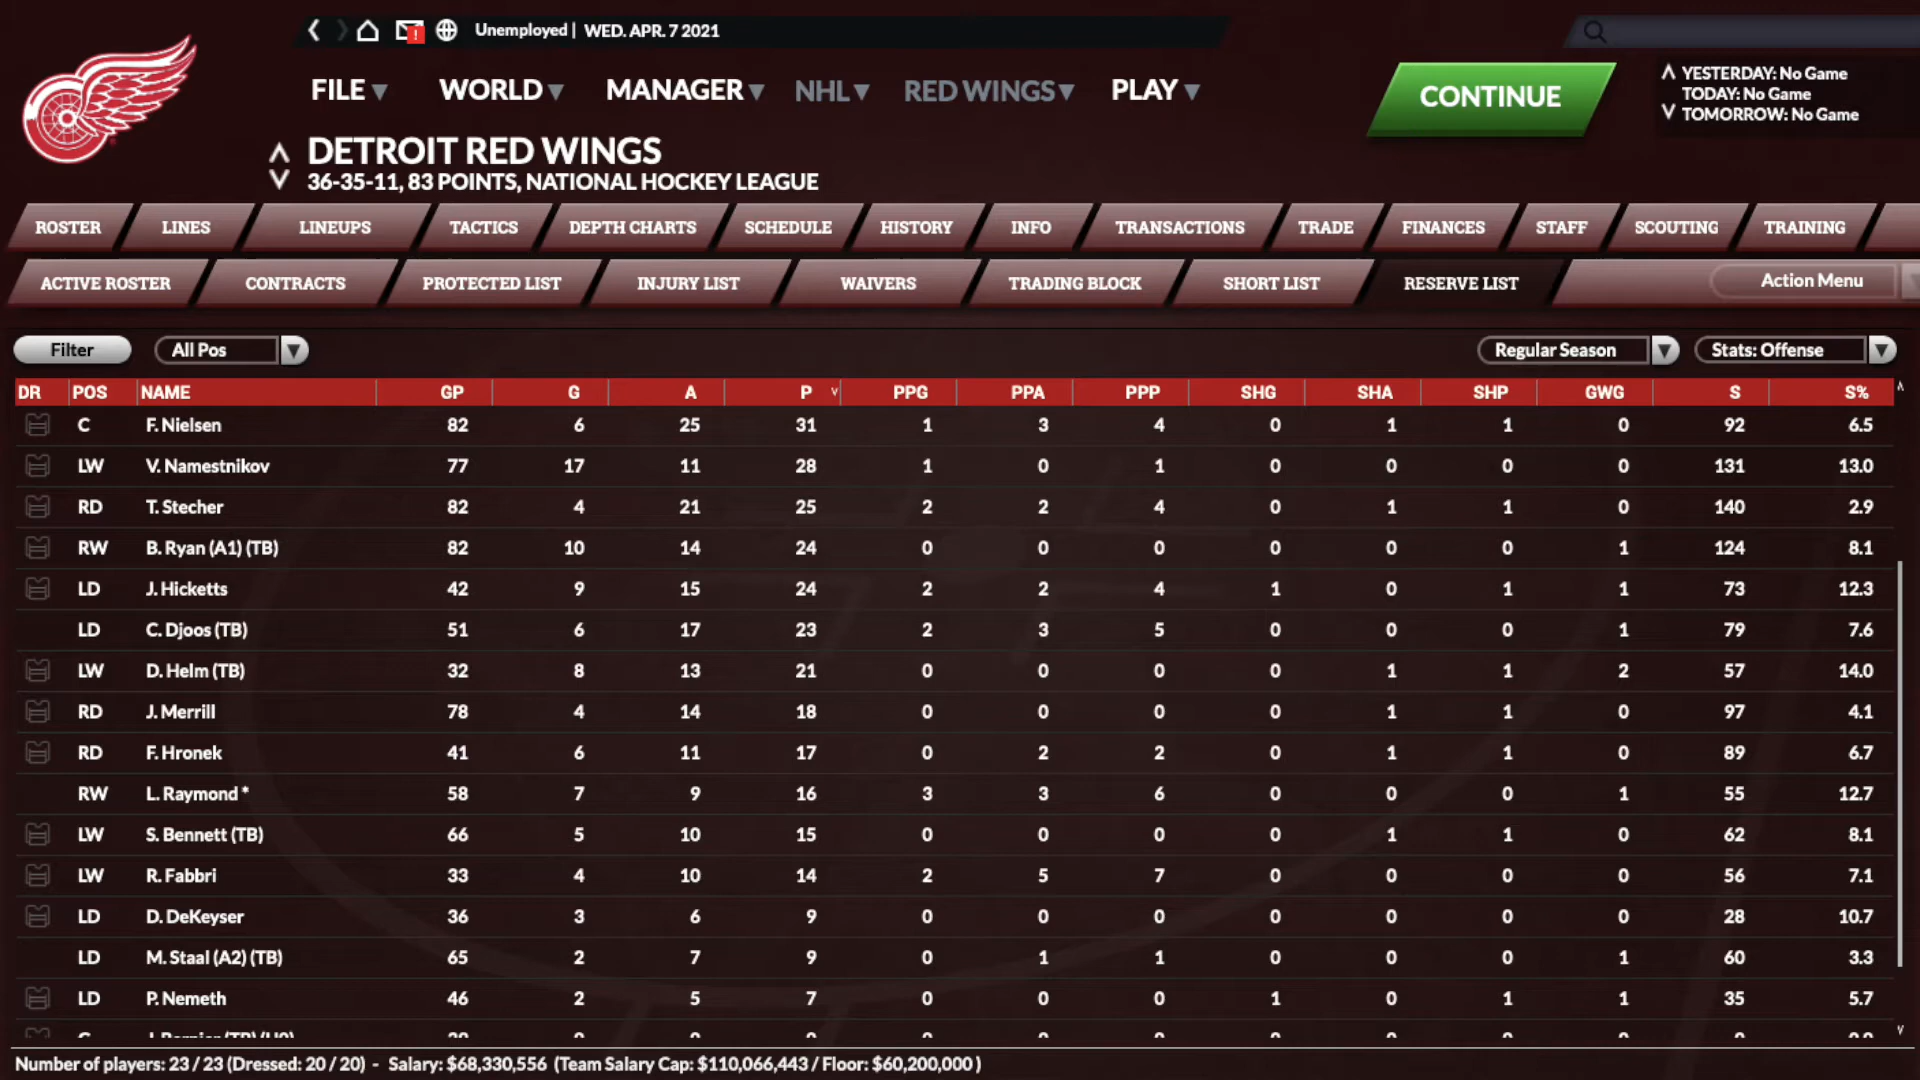 Unemployed | WED. APR. 7 2021
FILE WORLD MANAGER NHL RED WINGS PLAY
CONTINUE
YESTERDAY: No Game
TODAY: No Game
TOMORROW: No Game
DETROIT RED WINGS
36-35-11, 83 POINTS, NATIONAL HOCKEY LEAGUE
ROSTER LINES LINEUPS TACTICS DEPTH CHARTS SCHEDULE HISTORY INFO TRANSACTIONS TRADE FINANCES STAFF SCOUTING TRAINING
ACTIVE ROSTER CONTRACTS PROTECTED LIST INJURY LIST WAIVERS TRADING BLOCK SHORT LIST RESERVE LIST Action Menu
Filter All Pos Regular Season Stats: Offense
DR POS NAME GP G A P PPG PPA PPP SHG SHA SHP GWG S S%
C F. Nielsen 82 6 25 31 1 3 4 0 1 1 0 92 6.5
LW V. Namestnikov 77 17 11 28 1 0 1 0 0 0 0 131 13.0
RD T. Stecher 82 4 21 25 2 2 4 0 1 1 0 140 2.9
RW B. Ryan (A1) (TB) 82 10 14 24 0 0 0 0 0 0 1 124 8.1
LD J. Hicketts 42 9 15 24 2 2 4 1 0 1 1 73 12.3
LD C. Djoos (TB) 51 6 17 23 2 3 5 0 0 0 1 79 7.6
LW D. Helm (TB) 32 8 13 21 0 0 0 0 1 1 2 57 14.0
RD J. Merrill 78 4 14 18 0 0 0 0 1 1 0 97 4.1
RD F. Hronek 41 6 11 17 0 2 2 0 1 1 0 89 6.7
RW L. Raymond * 58 7 9 16 3 3 6 0 0 0 1 55 12.7
LW S. Bennett (TB) 66 5 10 15 0 0 0 0 1 1 0 62 8.1
LW R. Fabbri 33 4 10 14 2 5 7 0 0 0 0 56 7.1
LD D. DeKeyser 36 3 6 9 0 0 0 0 0 0 0 28 10.7
LD M. Staal (A2) (TB) 65 2 7 9 0 1 1 0 0 0 1 60 3.3
LD P. Nemeth 46 2 5 7 0 0 0 1 0 1 1 35 5.7
Number of players: 23 / 23 (Dressed: 20 / 20) - Salary: $68,330,556 (Team Salary Cap: $110,066,443 / Floor: $60,200,000 )